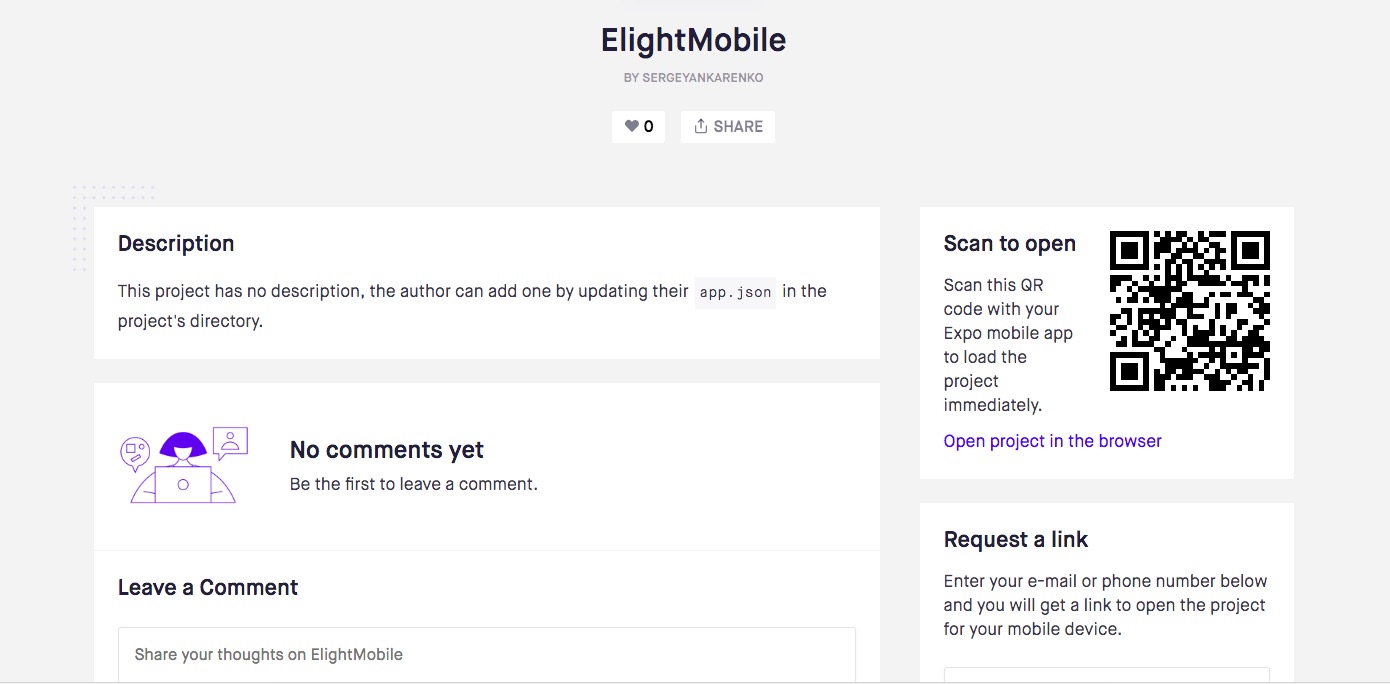 ElightMobile
BY SERGEYANKARENKO
0
SHARE
Description
This project has no description, the author can add one by updating their app.json in the
project's directory.
No comments yet
Be the first to leave a comment.
Leave a Comment
Share your thoughts on ElightMobile
Scan to open
Scan this QR
code with your
Expo mobile app
to load the
project
immediately.
Open project in the browser
Request a link
Enter your e-mail or phone number below
and you will get a link to open the project
for your mobile device.